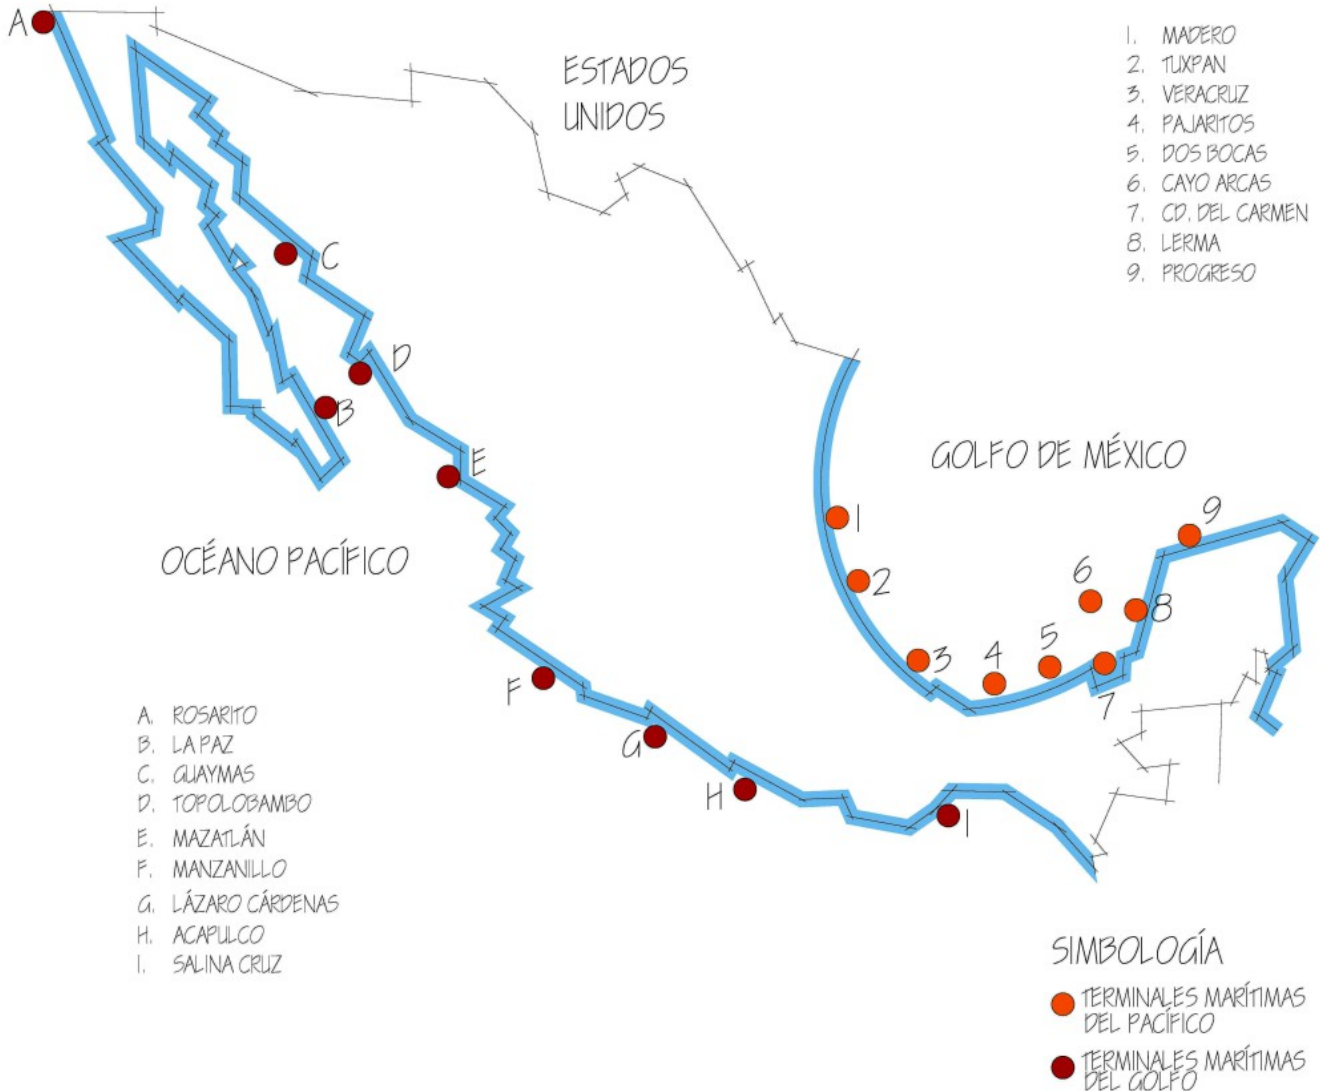 A
ESTADOS
UNIDOS
1. MADERO
2. TUXPAN
3. VERACRUZ
4. PAJARITOS
5. DOS BOCAS
6. CAYO ARCAS
7. CD. DEL CARMEN
8. LERMA
9. PROGRESO
C
D
B
E
GOLFO DE MÉXICO
OCÉANO PACÍFICO
1
2
3
4
5
6
7
8
9
F
G
H
I
A. ROSARITO
B. LA PAZ
C. GUAYMAS
D. TOPOLOBAMBO
E. MAZATLÁN
F. MANZANILLO
G. LÁZARO CÁRDENAS
H. ACAPULCO
I. SALINA CRUZ
SIMBOLOGÍA
TERMINALES MARÍTIMAS
DEL PACÍFICO
TERMINALES MARÍTIMAS
DEL GOLFO